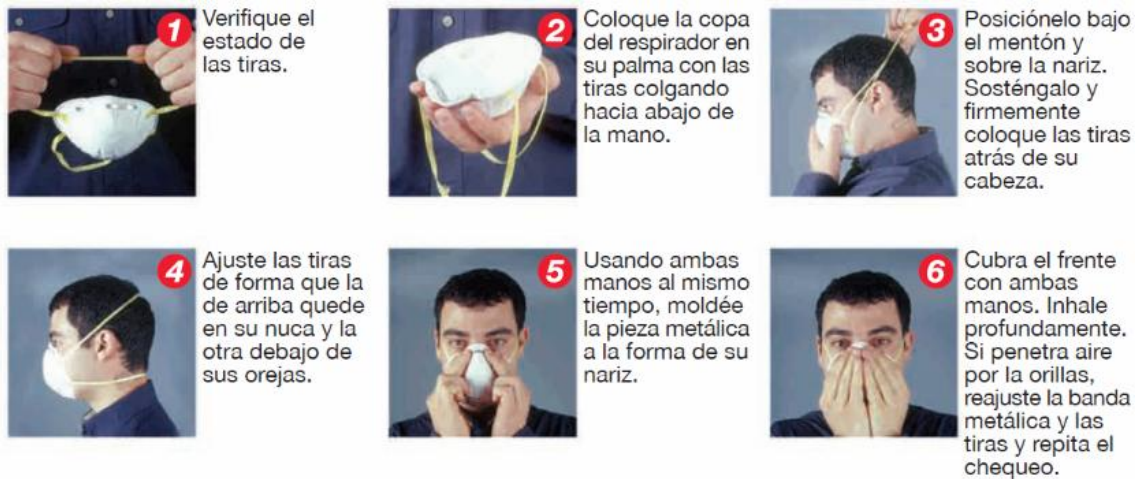 1
Verifique el
estado de
las tiras.
2
Coloque la copa
del respirador en
su palma con las
tiras colgando
hacia abajo de
la mano.
3
Posiciónelo bajo
el mentón y
sobre la nariz.
Sosténgalo y
firmemente
coloque las tiras
atrás de su
cabeza.
4
Ajuste las tiras
de forma que la
de arriba quede
en su nuca y la
otra debajo de
sus orejas.
5
Usando ambas
manos al mismo
tiempo, moldée
la pieza metálica
a la forma de su
nariz.
6
Cubra el frente
con ambas
manos. Inhale
profundamente.
Si penetra aire
por la orillas,
reajuste la banda
metálica y las
tiras y repita el
chequeo.